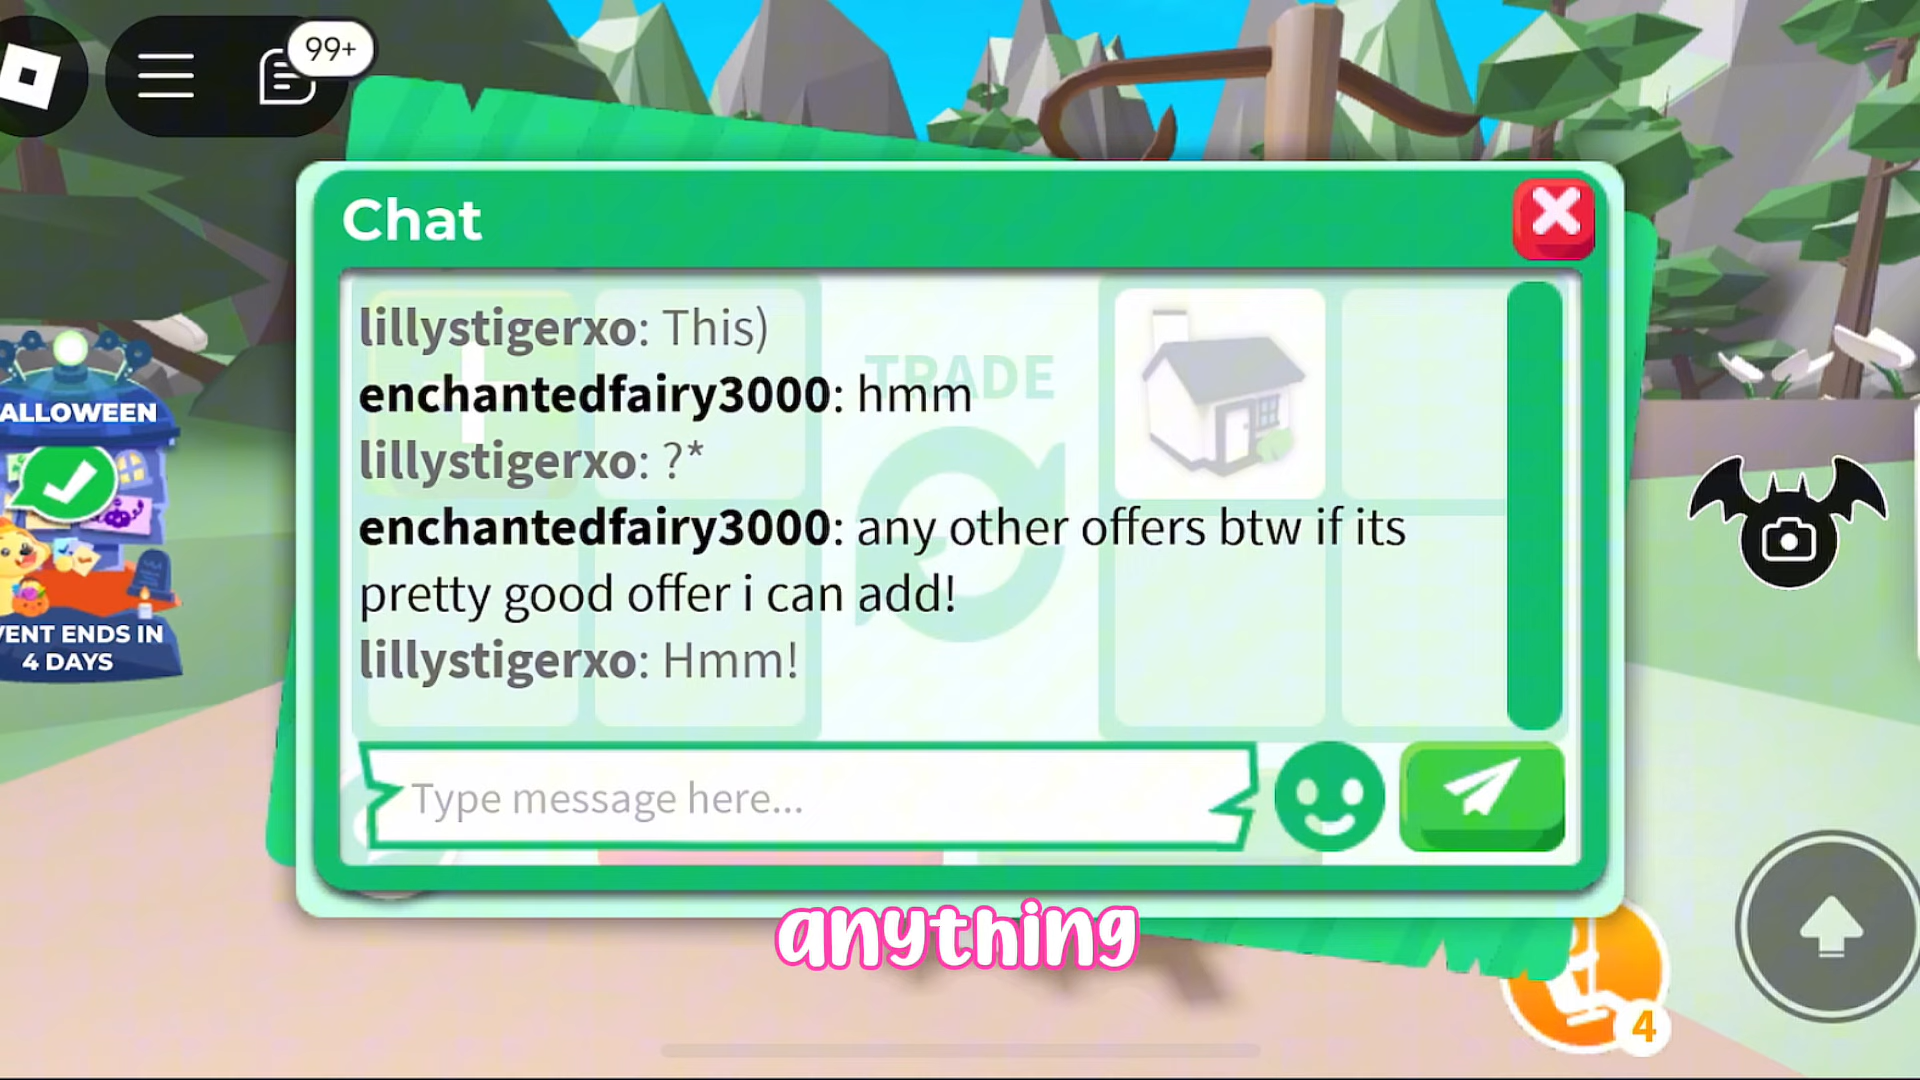 99+
Chat
lillystigerxo: This)
TRADE
enchantedfairy3000: hmm
lillystigerxo: ?*
enchantedfairy3000: any other offers btw if its
pretty good offer i can add!
lillystigerxo: Hmm!
Type message here...
ALLOWEEN
VENT ENDS IN
4 DAYS
anything
4